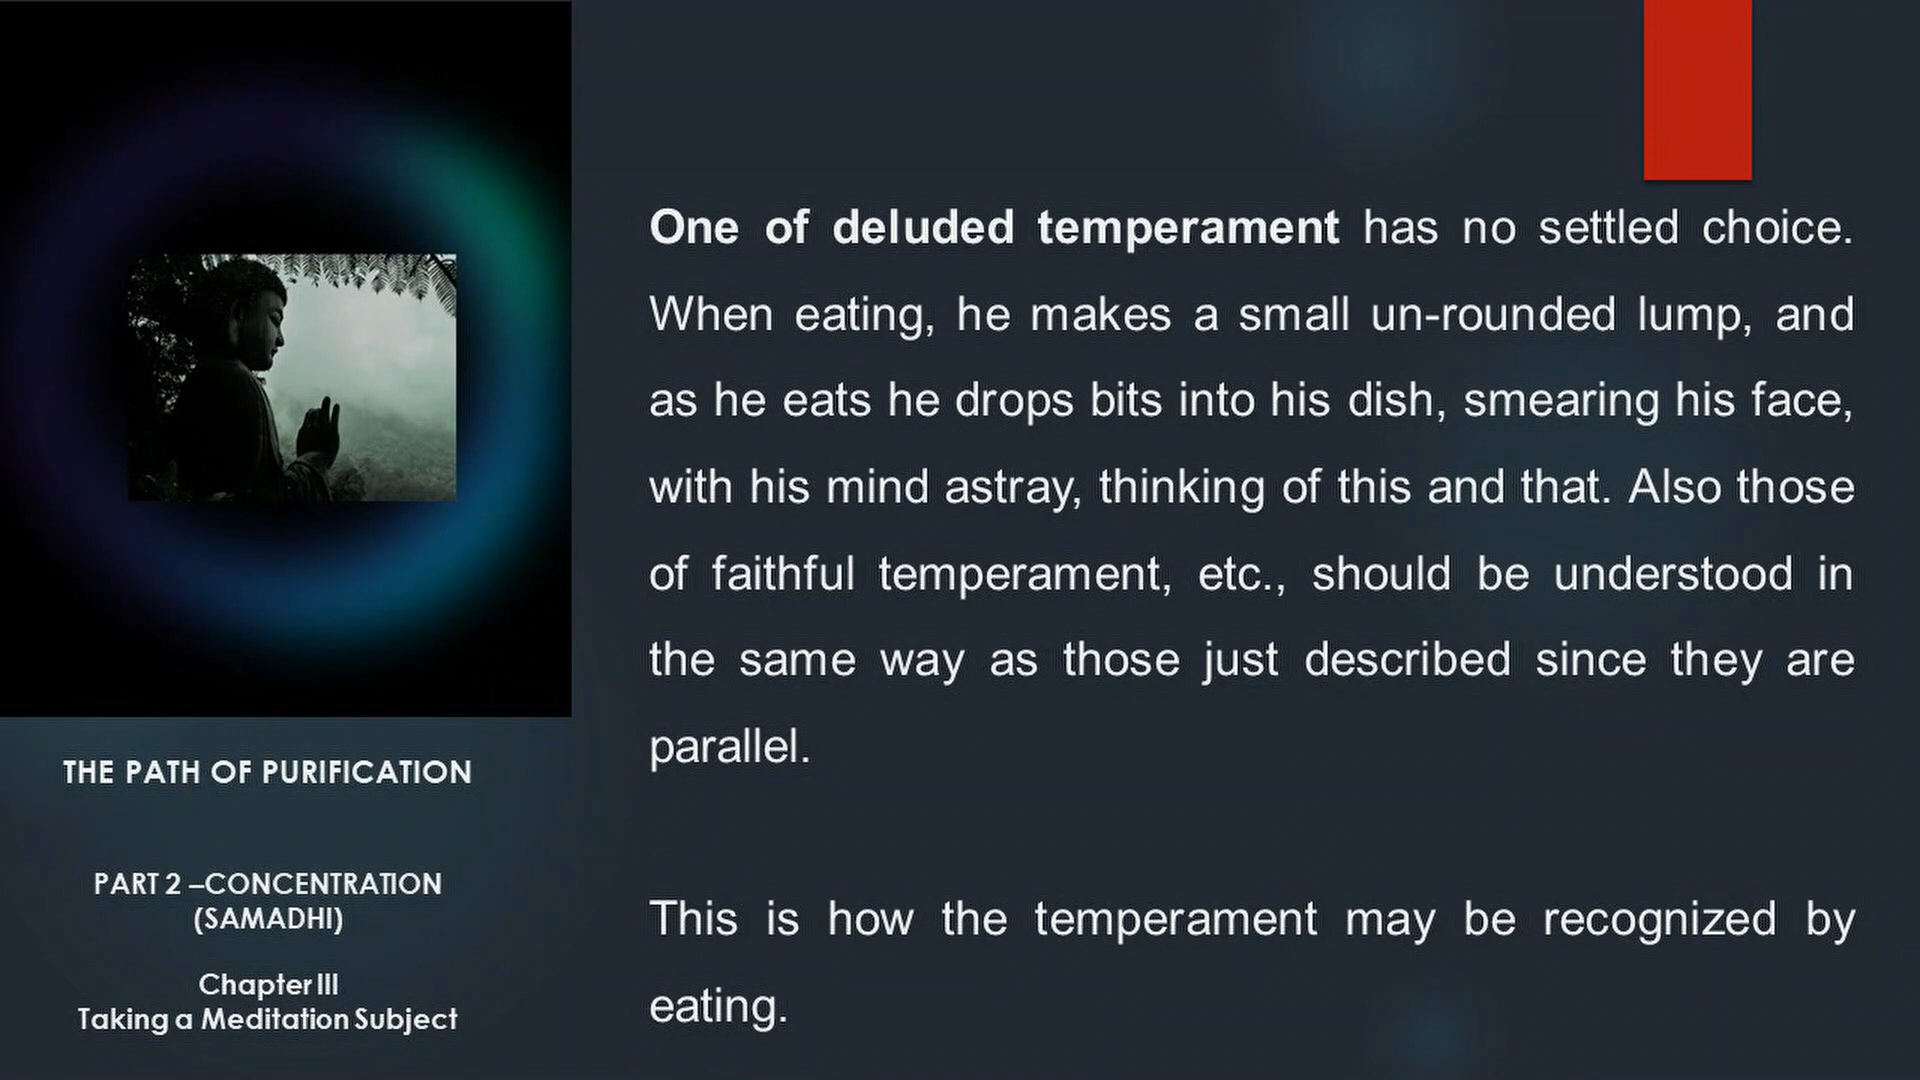 One of deluded temperament has no settled choice.
When eating, he makes a small un-rounded lump, and
as he eats he drops bits into his dish, smearing his face,
with his mind astray, thinking of this and that. Also those
of faithful temperament, etc., should be understood in
the same way as those just described since they are
parallel.
This is how the temperament may be recognized by
eating.
THE PATH OF PURIFICATION
PART 2 –CONCENTRATION
(SAMADHI)
Chapter III
Taking a Meditation Subject